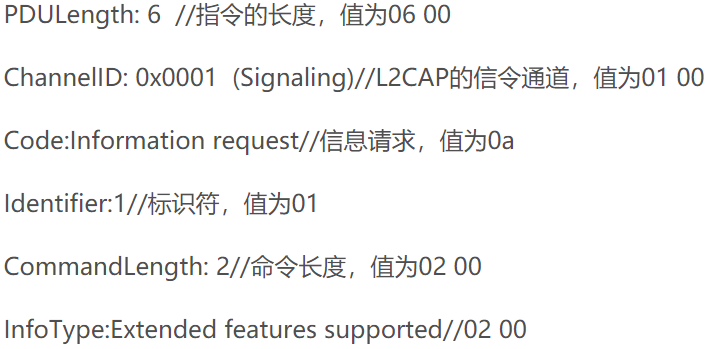 PDULength: 6  //指令的长度，值为06 00
ChannelID: 0x0001  (Signaling)//L2CAP的信令通道，值为01 00
Code:Information request//信息请求，值为0a
Identifier:1//标识符，值为01
CommandLength: 2//命令长度，值为02 00
InfoType:Extended features supported//02 00